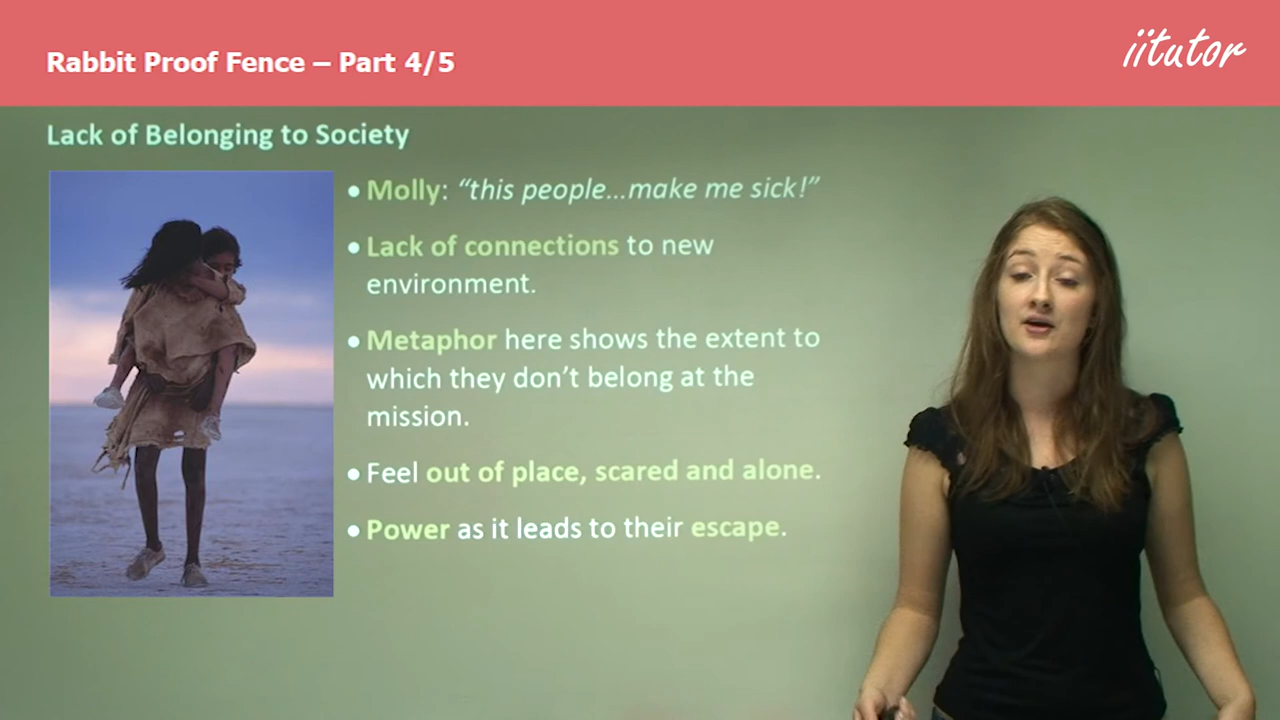 Rabbit Proof Fence – Part 4/5
iitutor
Lack of Belonging to Society
• Molly: “this people...make me sick!”
• Lack of connections to new
environment.
• Metaphor here shows the extent to
which they don’t belong at the
mission.
• Feel out of place, scared and alone.
• Power as it leads to their escape.